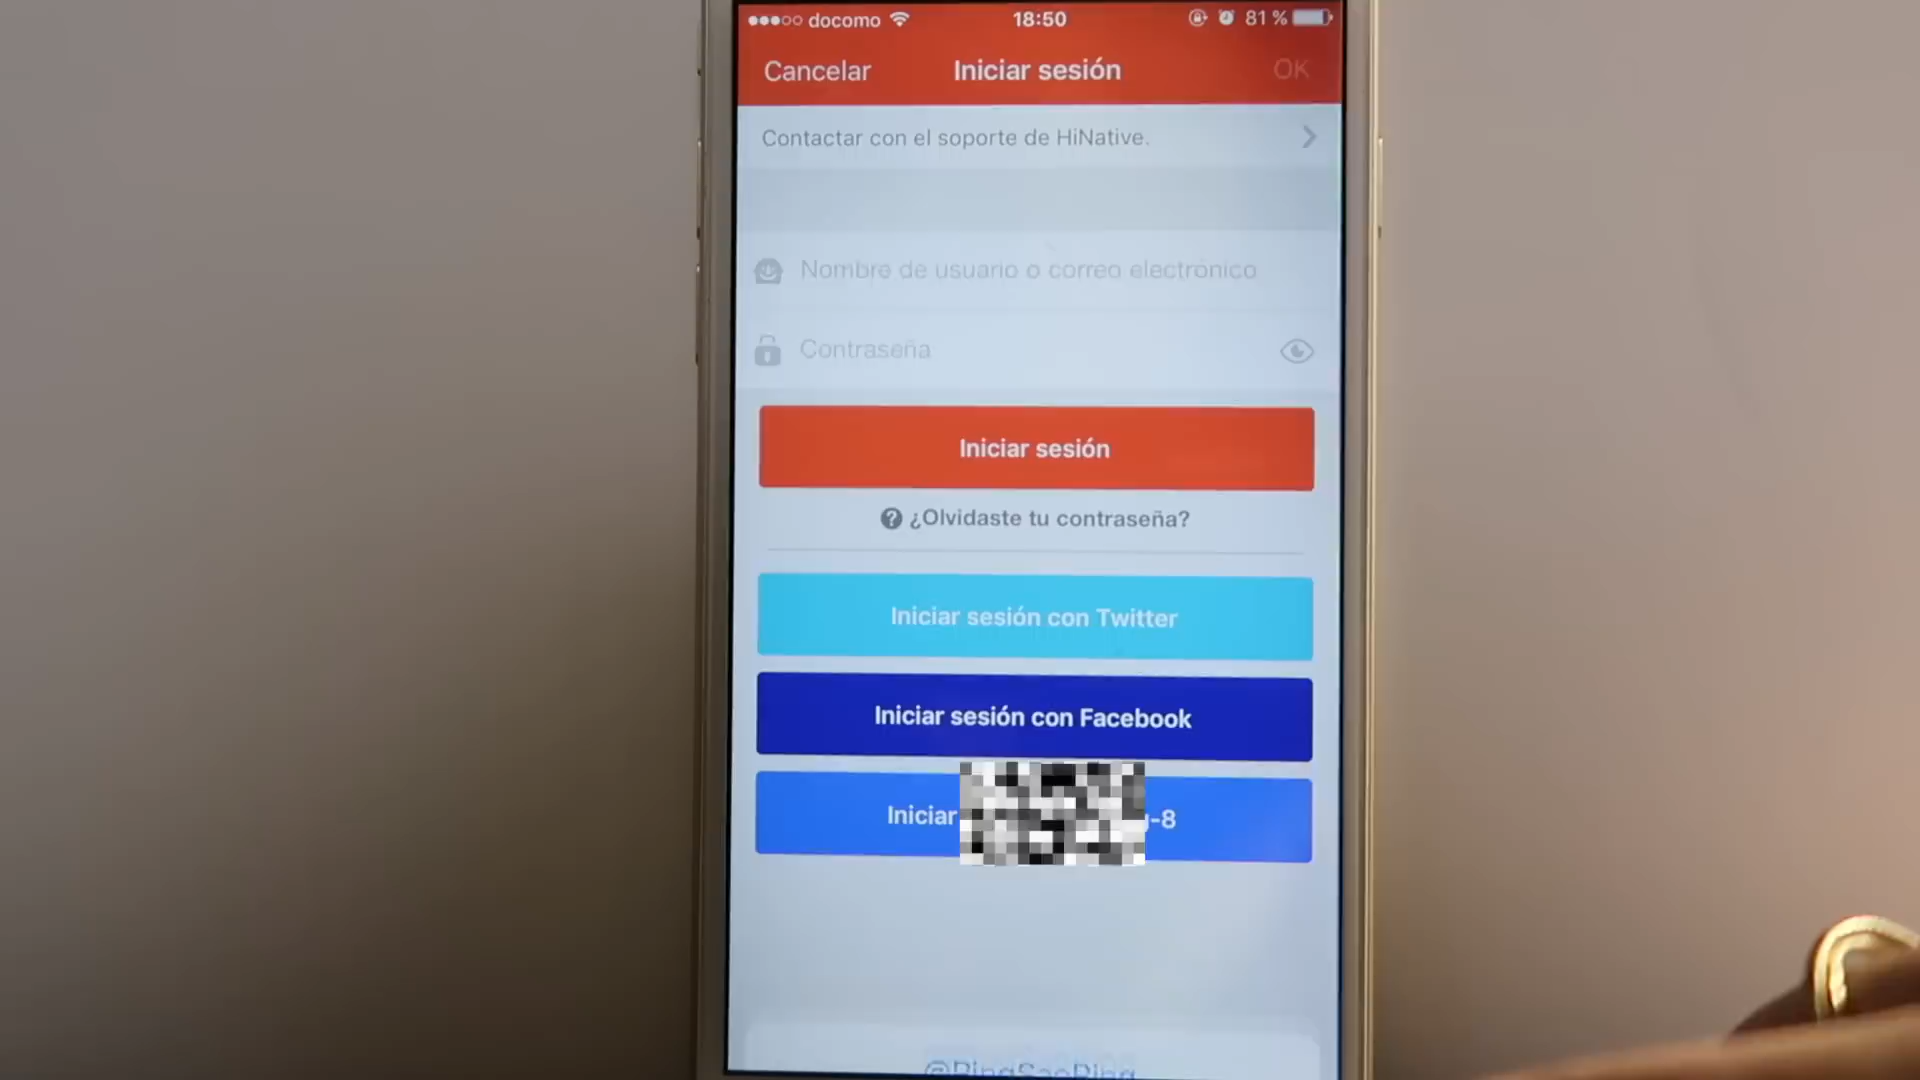 docomo 18:50 81 %
Cancelar Iniciar sesión OK
Contactar con el soporte de HiNative.
Nombre de usuario o correo electrónico
Contraseña
Iniciar sesión
¿Olvidaste tu contraseña?
Iniciar sesión con Twitter
Iniciar sesión con Facebook
Iniciar -8